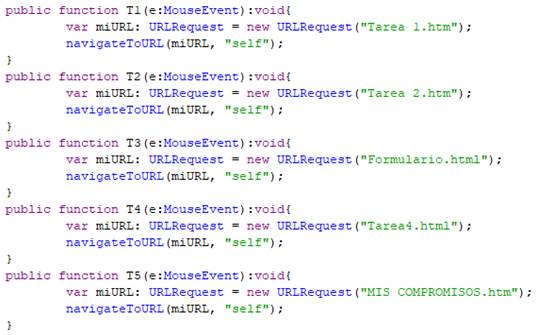 public function T1(e:MouseEvent):void{
var miURL: URLRequest = new URLRequest("Tarea 1.htm");
navigateToURL(miURL, "self");
}
public function T2(e:MouseEvent):void{
var miURL: URLRequest = new URLRequest("Tarea 2.htm");
navigateToURL(miURL, "self");
}
public function T3(e:MouseEvent):void{
var miURL: URLRequest = new URLRequest("Formulario.html");
navigateToURL(miURL, "self");
}
public function T4(e:MouseEvent):void{
var miURL: URLRequest = new URLRequest("Tarea4.html");
navigateToURL(miURL, "self");
}
public function T5(e:MouseEvent):void{
var miURL: URLRequest = new URLRequest("MIS COMPROMISOS.htm");
navigateToURL(miURL, "self");
}